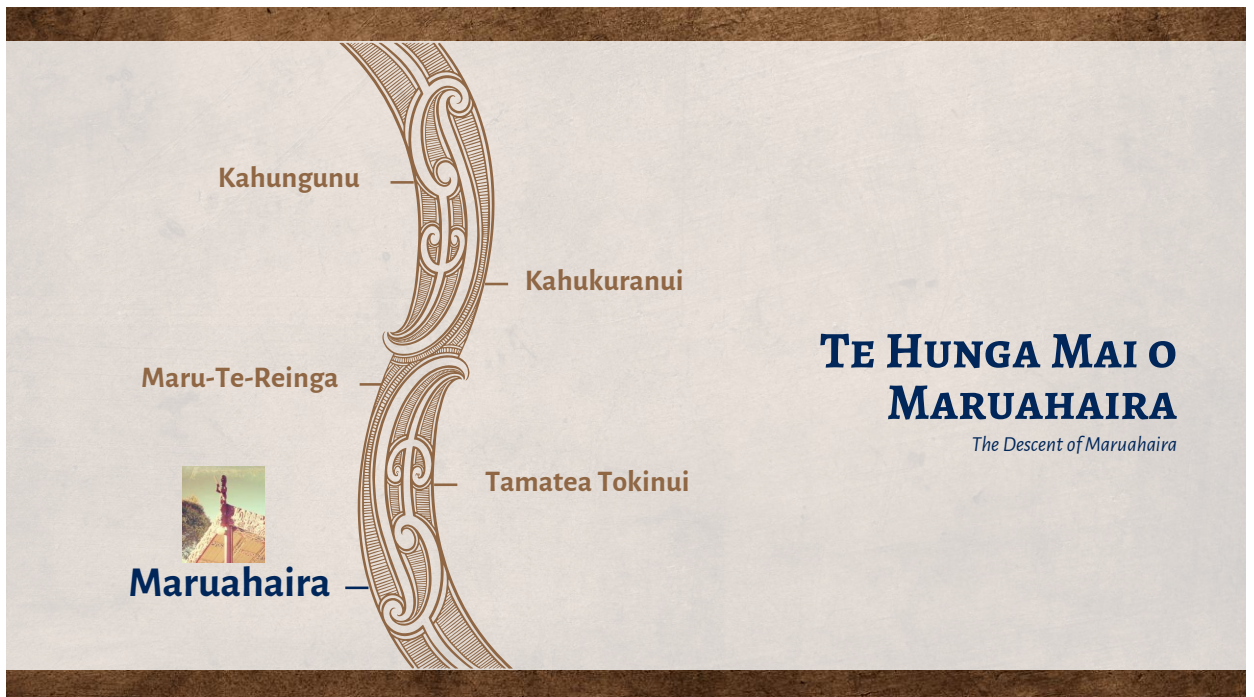 Kahungunu
Kahukuranui
Maru-Te-Reinga
Tamatea Tokinui
Maruahaira
Te Hunga Mai o
Maruahaira
The Descent of Maruahaira